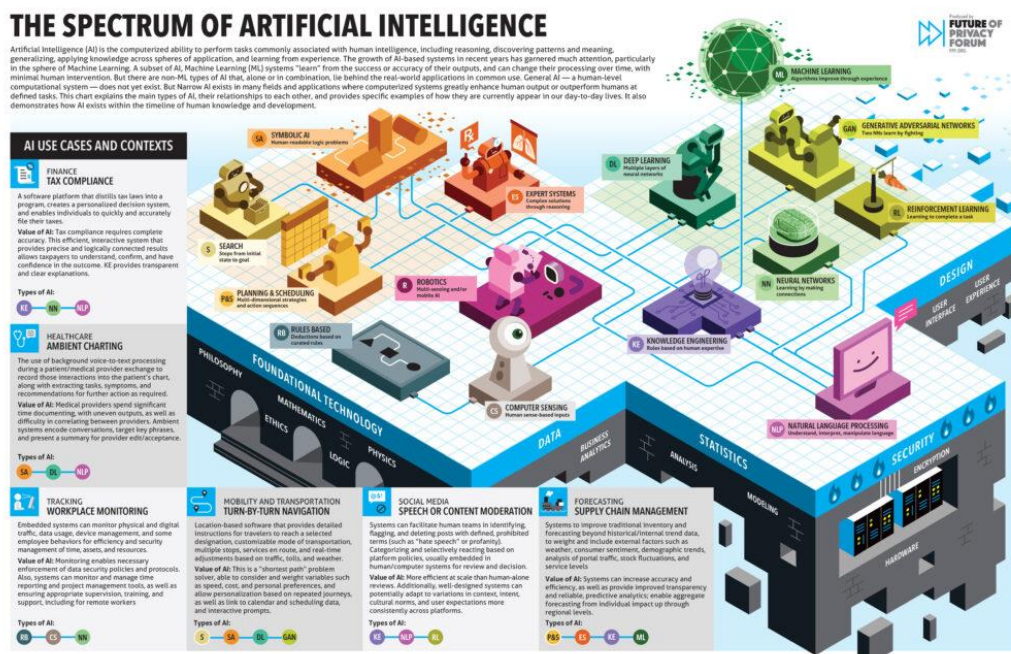 THE SPECTRUM OF ARTIFICIAL INTELLIGENCE
Produced by
FUTURE OF
PRIVACY
FORUM
Artificial Intelligence (AI) is the computerized ability to perform tasks commonly associated with human intelligence, including reasoning, discovering patterns and meaning,
generalizing, applying knowledge across spheres of application, and learning from experience. The growth of AI-based systems in recent years has garnered much attention, particularly
in the sphere of Machine Learning. A subset of AI, Machine Learning (ML) systems "learn" from the success or accuracy of their outputs, and can change their processing over time, with
minimal human intervention. But there are non-ML types of AI that, alone or in combination, lie behind the real-world applications in common use. General AI — a human-level
computational system — does not yet exist. But Narrow AI exists in many fields and applications where computerized systems greatly enhance human output or outperform humans at
defined tasks. This chart explains the main types of AI, their relationships to each other, and provides specific examples of how they are currently appear in our day-to-day lives. It also
demonstrates how AI exists within the timeline of human knowledge and development.
ML
MACHINE LEARNING
Algorithms improve through experience
SA
SYMBOLIC AI
Human readable logic problems
GAN
GENERATIVE ADVERSARIAL NETWORKS
Two NNs learn by fighting
DL
DEEP LEARNING
Multiple layers of
neural networks
ES
EXPERT SYSTEMS
Complex solutions
through reasoning
RL
REINFORCEMENT LEARNING
Learning to complete a task
S
SEARCH
Steps from initial
state to goal
P&S
PLANNING & SCHEDULING
Multi-dimensional strategies
and action sequences
R
ROBOTICS
Multi-sensing and/or
mobile AI
NN
NEURAL NETWORKS
Learning by making
connections
RB
RULES BASED
Deductions based on
curated rules
KE
KNOWLEDGE ENGINEERING
Rules based on human expertise
CS
COMPUTER SENSING
Human sense-based inputs
NLP
NATURAL LANGUAGE PROCESSING
Understand, interpret, manipulate language
FOUNDATIONAL TECHNOLOGY
PHILOSOPHY
MATHEMATICS
ETHICS
LOGIC
PHYSICS
DATA
BUSINESS
ANALYTICS
STATISTICS
ANALYSIS
MODELING
SECURITY
ENCRYPTION
HARDWARE
DESIGN
USER
INTERFACE
USER
EXPERIENCE
AI USE CASES AND CONTEXTS
FINANCE
TAX COMPLIANCE
A software platform that distills tax laws into a
program, creates a personalized decision system,
and enables individuals to quickly and accurately
file their taxes.
Value of AI: Tax compliance requires complete
accuracy. This efficient, interactive system that
provides precise and logically connected results
allows taxpayers to understand, confirm, and have
confidence in the outcome. KE provides transparent
and clear explanations.
Types of AI:
KE NN NLP
HEALTHCARE
AMBIENT CHARTING
The use of background voice-to-text processing
during a patient/medical provider exchange to
record those interactions into the patient's chart,
along with extracting tasks, symptoms, and
recommendations for further action as required.
Value of AI: Medical providers spend significant
time documenting, with uneven outputs, as well as
difficulty in correlating between providers. Ambient
systems encode conversations, target key phrases,
and present a summary for provider edit/acceptance.
Types of AI:
SA DL NLP
TRACKING
WORKPLACE MONITORING
Embedded systems can monitor physical and digital
traffic, data usage, device management, and some
employee behaviors for efficiency and security
management of time, assets, and resources.
Value of AI: Monitoring enables necessary
enforcement of data security policies and protocols.
Also, systems can monitor and manage time
reporting and project management tools, as well as
ensuring appropriate supervision, training, and
support, including for remote workers
Types of AI:
RB CS NN
MOBILITY AND TRANSPORTATION
TURN-BY-TURN NAVIGATION
Location-based software that provides detailed
instructions for travelers to reach a selected
designation, customizable mode of transportation,
multiple stops, services en route, and real-time
adjustments based on traffic, tolls, and weather.
Value of AI: This is a "shortest path" problem
solver, able to consider and weight variables such
as speed, cost, and personal preferences, and
allow personalization based on repeated journeys,
as well as link to calendar and scheduling data,
and interactive prompts.
Types of AI:
S SA DL GAN
SOCIAL MEDIA
SPEECH OR CONTENT MODERATION
Systems can facilitate human teams in identifying,
flagging, and deleting posts with defined, prohibited
terms (such as "hate speech" or profanity).
Categorizing and selectively reacting based on
platform policies, usually embedded in
human/computer systems for review and decision.
Value of AI: More efficient at scale than human-alone
reviews. Additionally, well-designed systems can
potentially adapt to variations in context, intent,
cultural norms, and user expectations more
consistently across platforms.
Types of AI:
KE NLP RL
FORECASTING
SUPPLY CHAIN MANAGEMENT
Systems to improve traditional inventory and
forecasting beyond historical/internal trend data,
to weight and include external factors such as
weather, consumer sentiment, demographic trends,
analysis of portal traffic, stock fluctuations, and
service levels
Value of AI: Systems can increase accuracy and
efficiency, as well as provide improved transparency
and reliable, predictive analytics; enable aggregate
forecasting from individual impact up through
regional levels.
Types of AI:
P&S ES KE ML